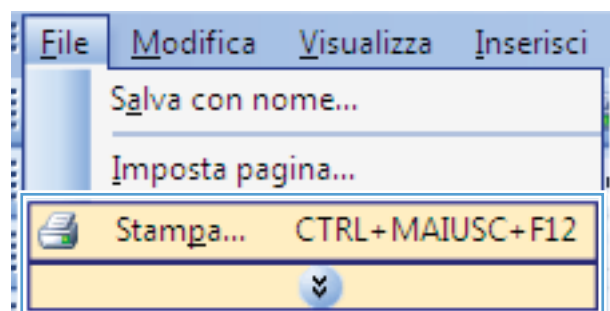 File Modifica Visualizza Inserisci
Salva con nome...
Imposta pagina...
Stampa... CTRL+MAIUSC+F12